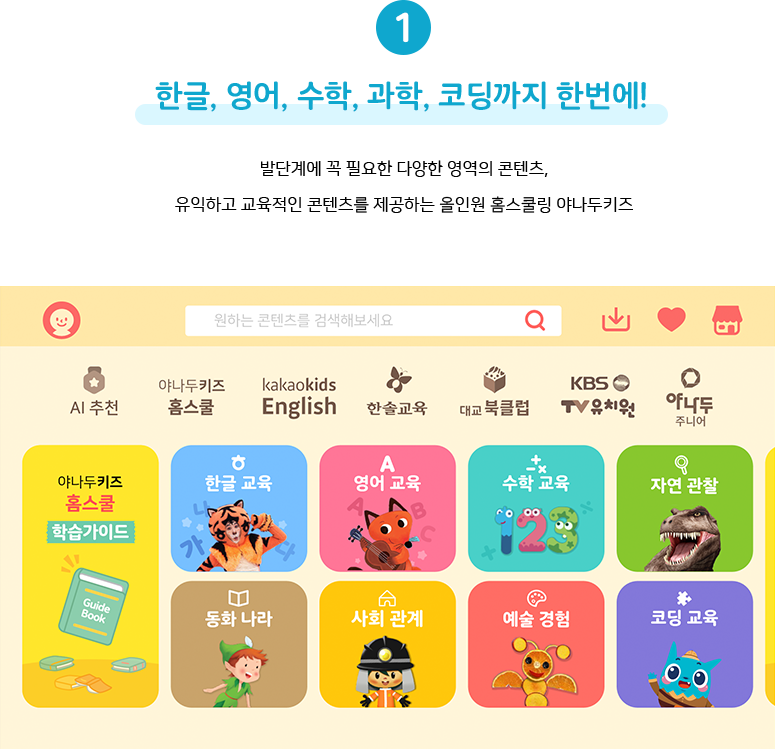 1
한글, 영어, 수학, 과학, 코딩까지 한번에!
발단계에 꼭 필요한 다양한 영역의 콘텐츠,
유익하고 교육적인 콘텐츠를 제공하는 올인원 홈스쿨링 야나두키즈
원하는 콘텐츠를 검색해보세요
AI 추천
야나두키즈
홈스쿨
kakaokids
English
한솔교육
대교 북클럽
KBS
TV유치원
야나두
주니어
야나두키즈
홈스쿨
학습가이드
Guide
Book
한글 교육
가 나 다
A
영어 교육
A B C
수학 교육
1 2 3
자연 관찰
동화 나라
사회 관계
예술 경험
코딩 교육